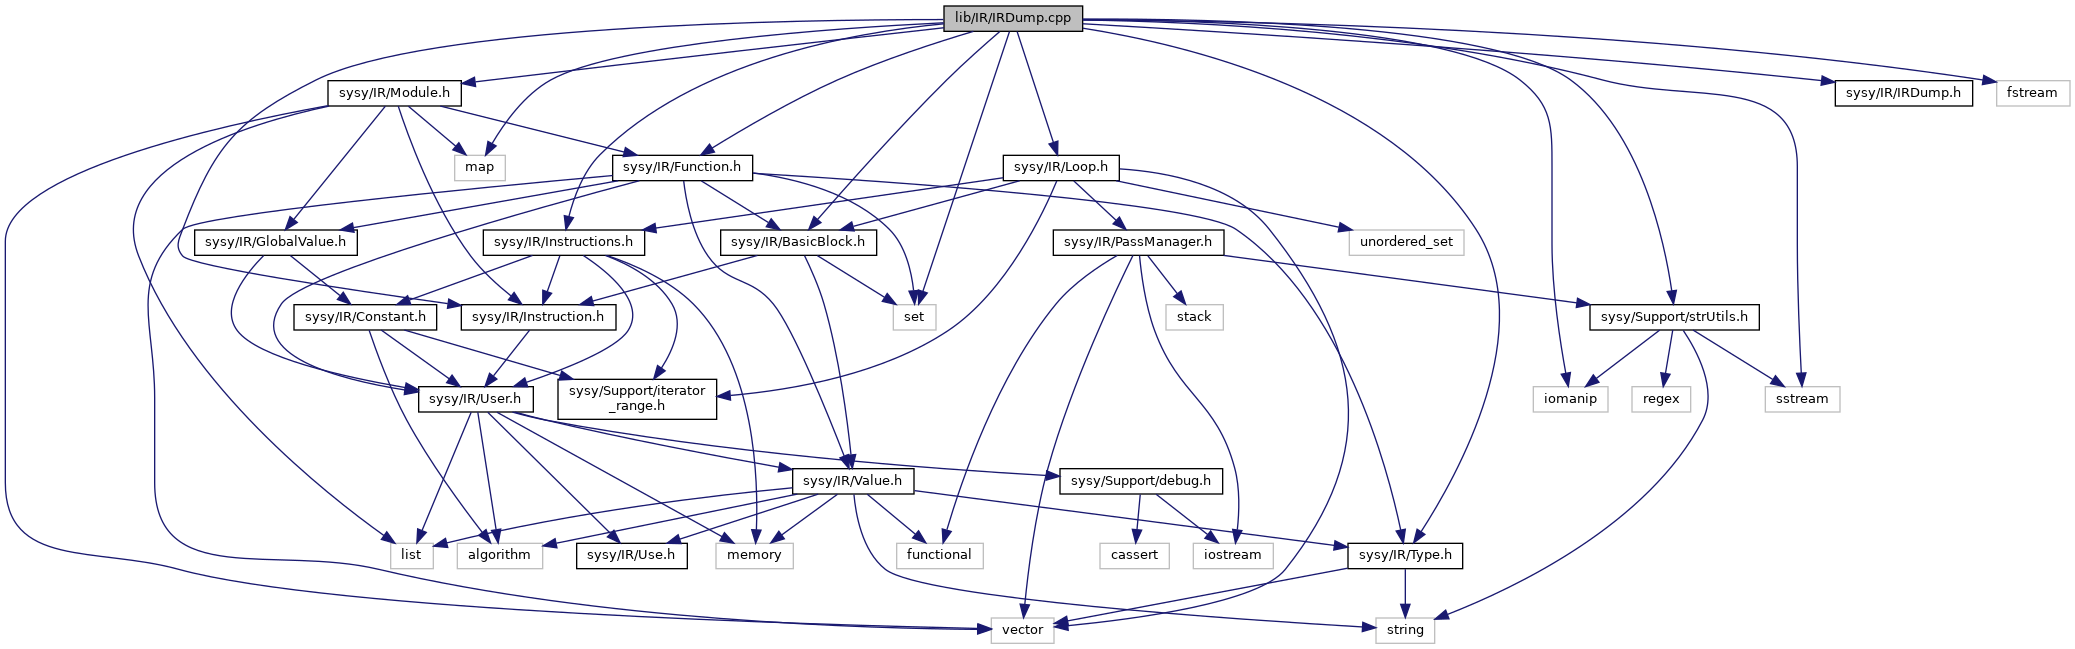 lib/IR/IRDump.cpp
sysy/IR/Module.h
sysy/IR/IRDump.h
fstream
map
sysy/IR/Function.h
sysy/IR/Loop.h
sysy/IR/GlobalValue.h
sysy/IR/Instructions.h
sysy/IR/BasicBlock.h
sysy/IR/PassManager.h
unordered_set
sysy/IR/Constant.h
sysy/IR/Instruction.h
set
stack
sysy/Support/strUtils.h
sysy/IR/User.h
sysy/Support/iterator
_range.h
iomanip
regex
sstream
sysy/IR/Value.h
sysy/Support/debug.h
list
algorithm
sysy/IR/Use.h
memory
functional
cassert
iostream
sysy/IR/Type.h
vector
string